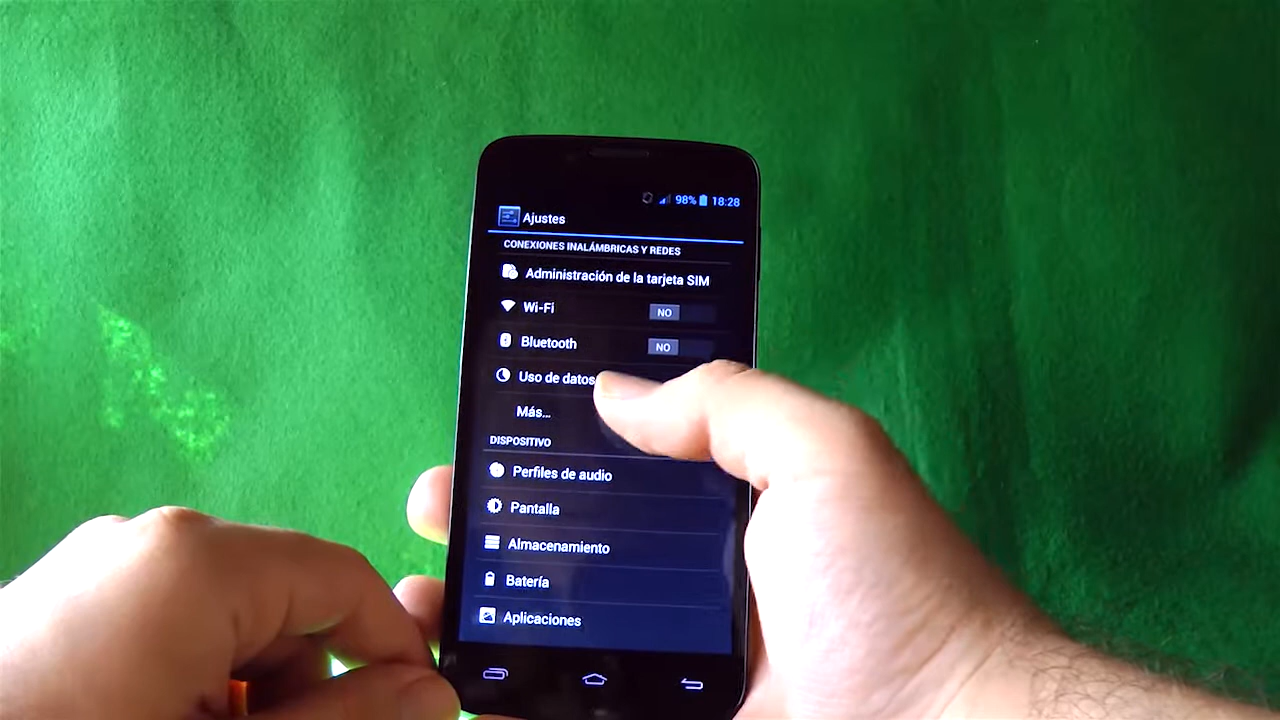 98% 18:28
Ajustes
CONEXIONES INALÁMBRICAS Y REDES
Administración de la tarjeta SIM
Wi-Fi NO
Bluetooth NO
Uso de datos
Más...
DISPOSITIVO
Perfiles de audio
Pantalla
Almacenamiento
Batería
Aplicaciones